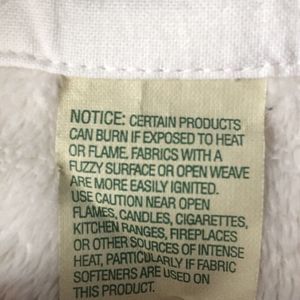 NOTICE: CERTAIN PRODUCTS
CAN BURN IF EXPOSED TO HEAT
OR FLAME. FABRICS WITH A
FUZZY SURFACE OR OPEN WEAVE
ARE MORE EASILY IGNITED.
USE CAUTION NEAR OPEN
FLAMES, CANDLES, CIGARETTES,
KITCHEN RANGES, FIREPLACES
OR OTHER SOURCES OF INTENSE
HEAT, PARTICULARLY IF FABRIC
SOFTENERS ARE USED ON
THIS PRODUCT.